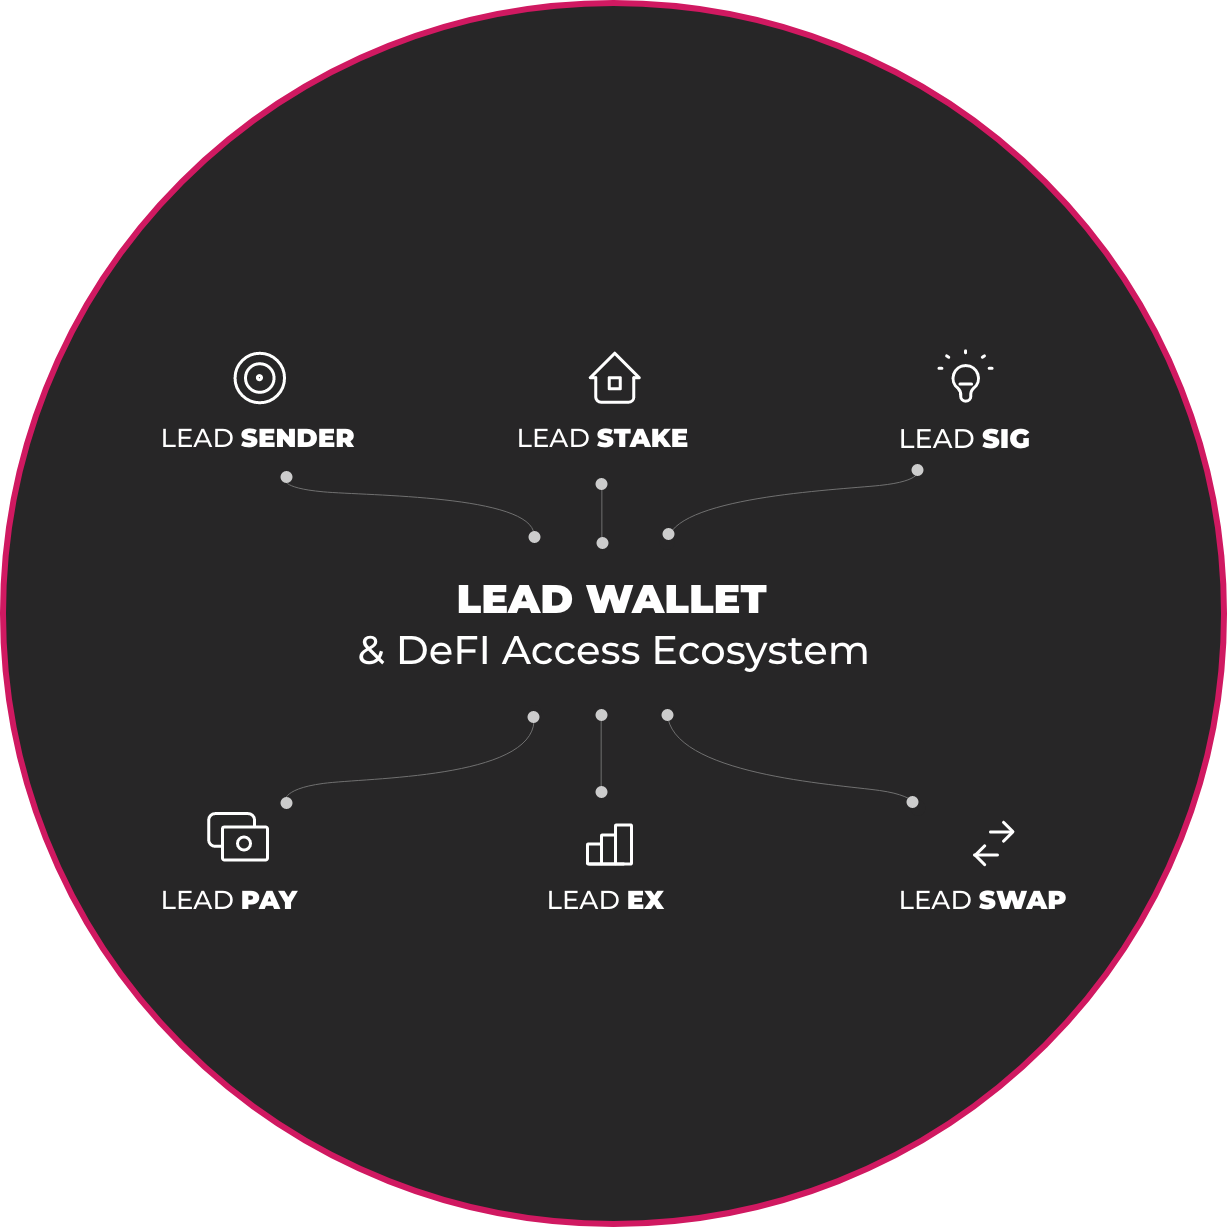 LEAD SENDER
LEAD STAKE
LEAD SIG
LEAD WALLET
& DeFI Access Ecosystem
LEAD PAY
LEAD EX
LEAD SWAP